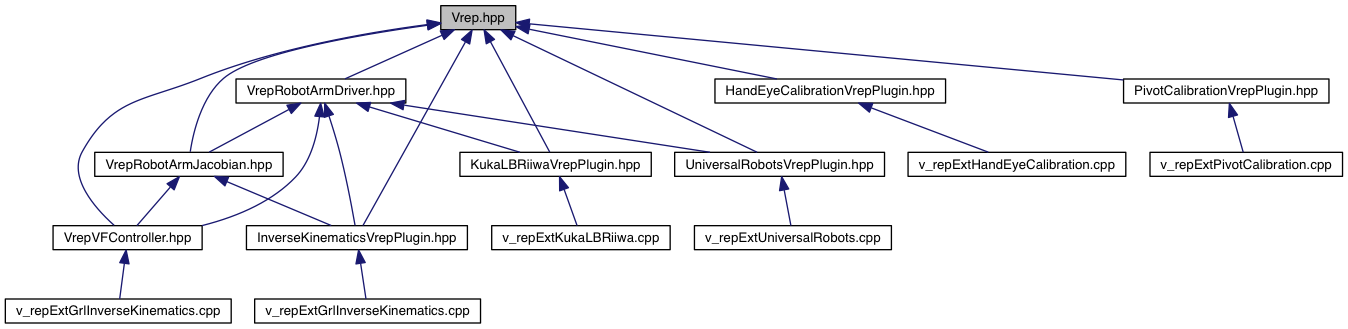 Vrep.hpp
VrepRobotArmDriver.hpp
HandEyeCalibrationVrepPlugin.hpp
PivotCalibrationVrepPlugin.hpp
VrepRobotArmJacobian.hpp
KukaLBRiiwaVrepPlugin.hpp
UniversalRobotsVrepPlugin.hpp
v_repExtHandEyeCalibration.cpp
v_repExtPivotCalibration.cpp
VrepVFController.hpp
InverseKinematicsVrepPlugin.hpp
v_repExtKukaLBRiiwa.cpp
v_repExtUniversalRobots.cpp
v_repExtGrlInverseKinematics.cpp
v_repExtGrlInverseKinematics.cpp